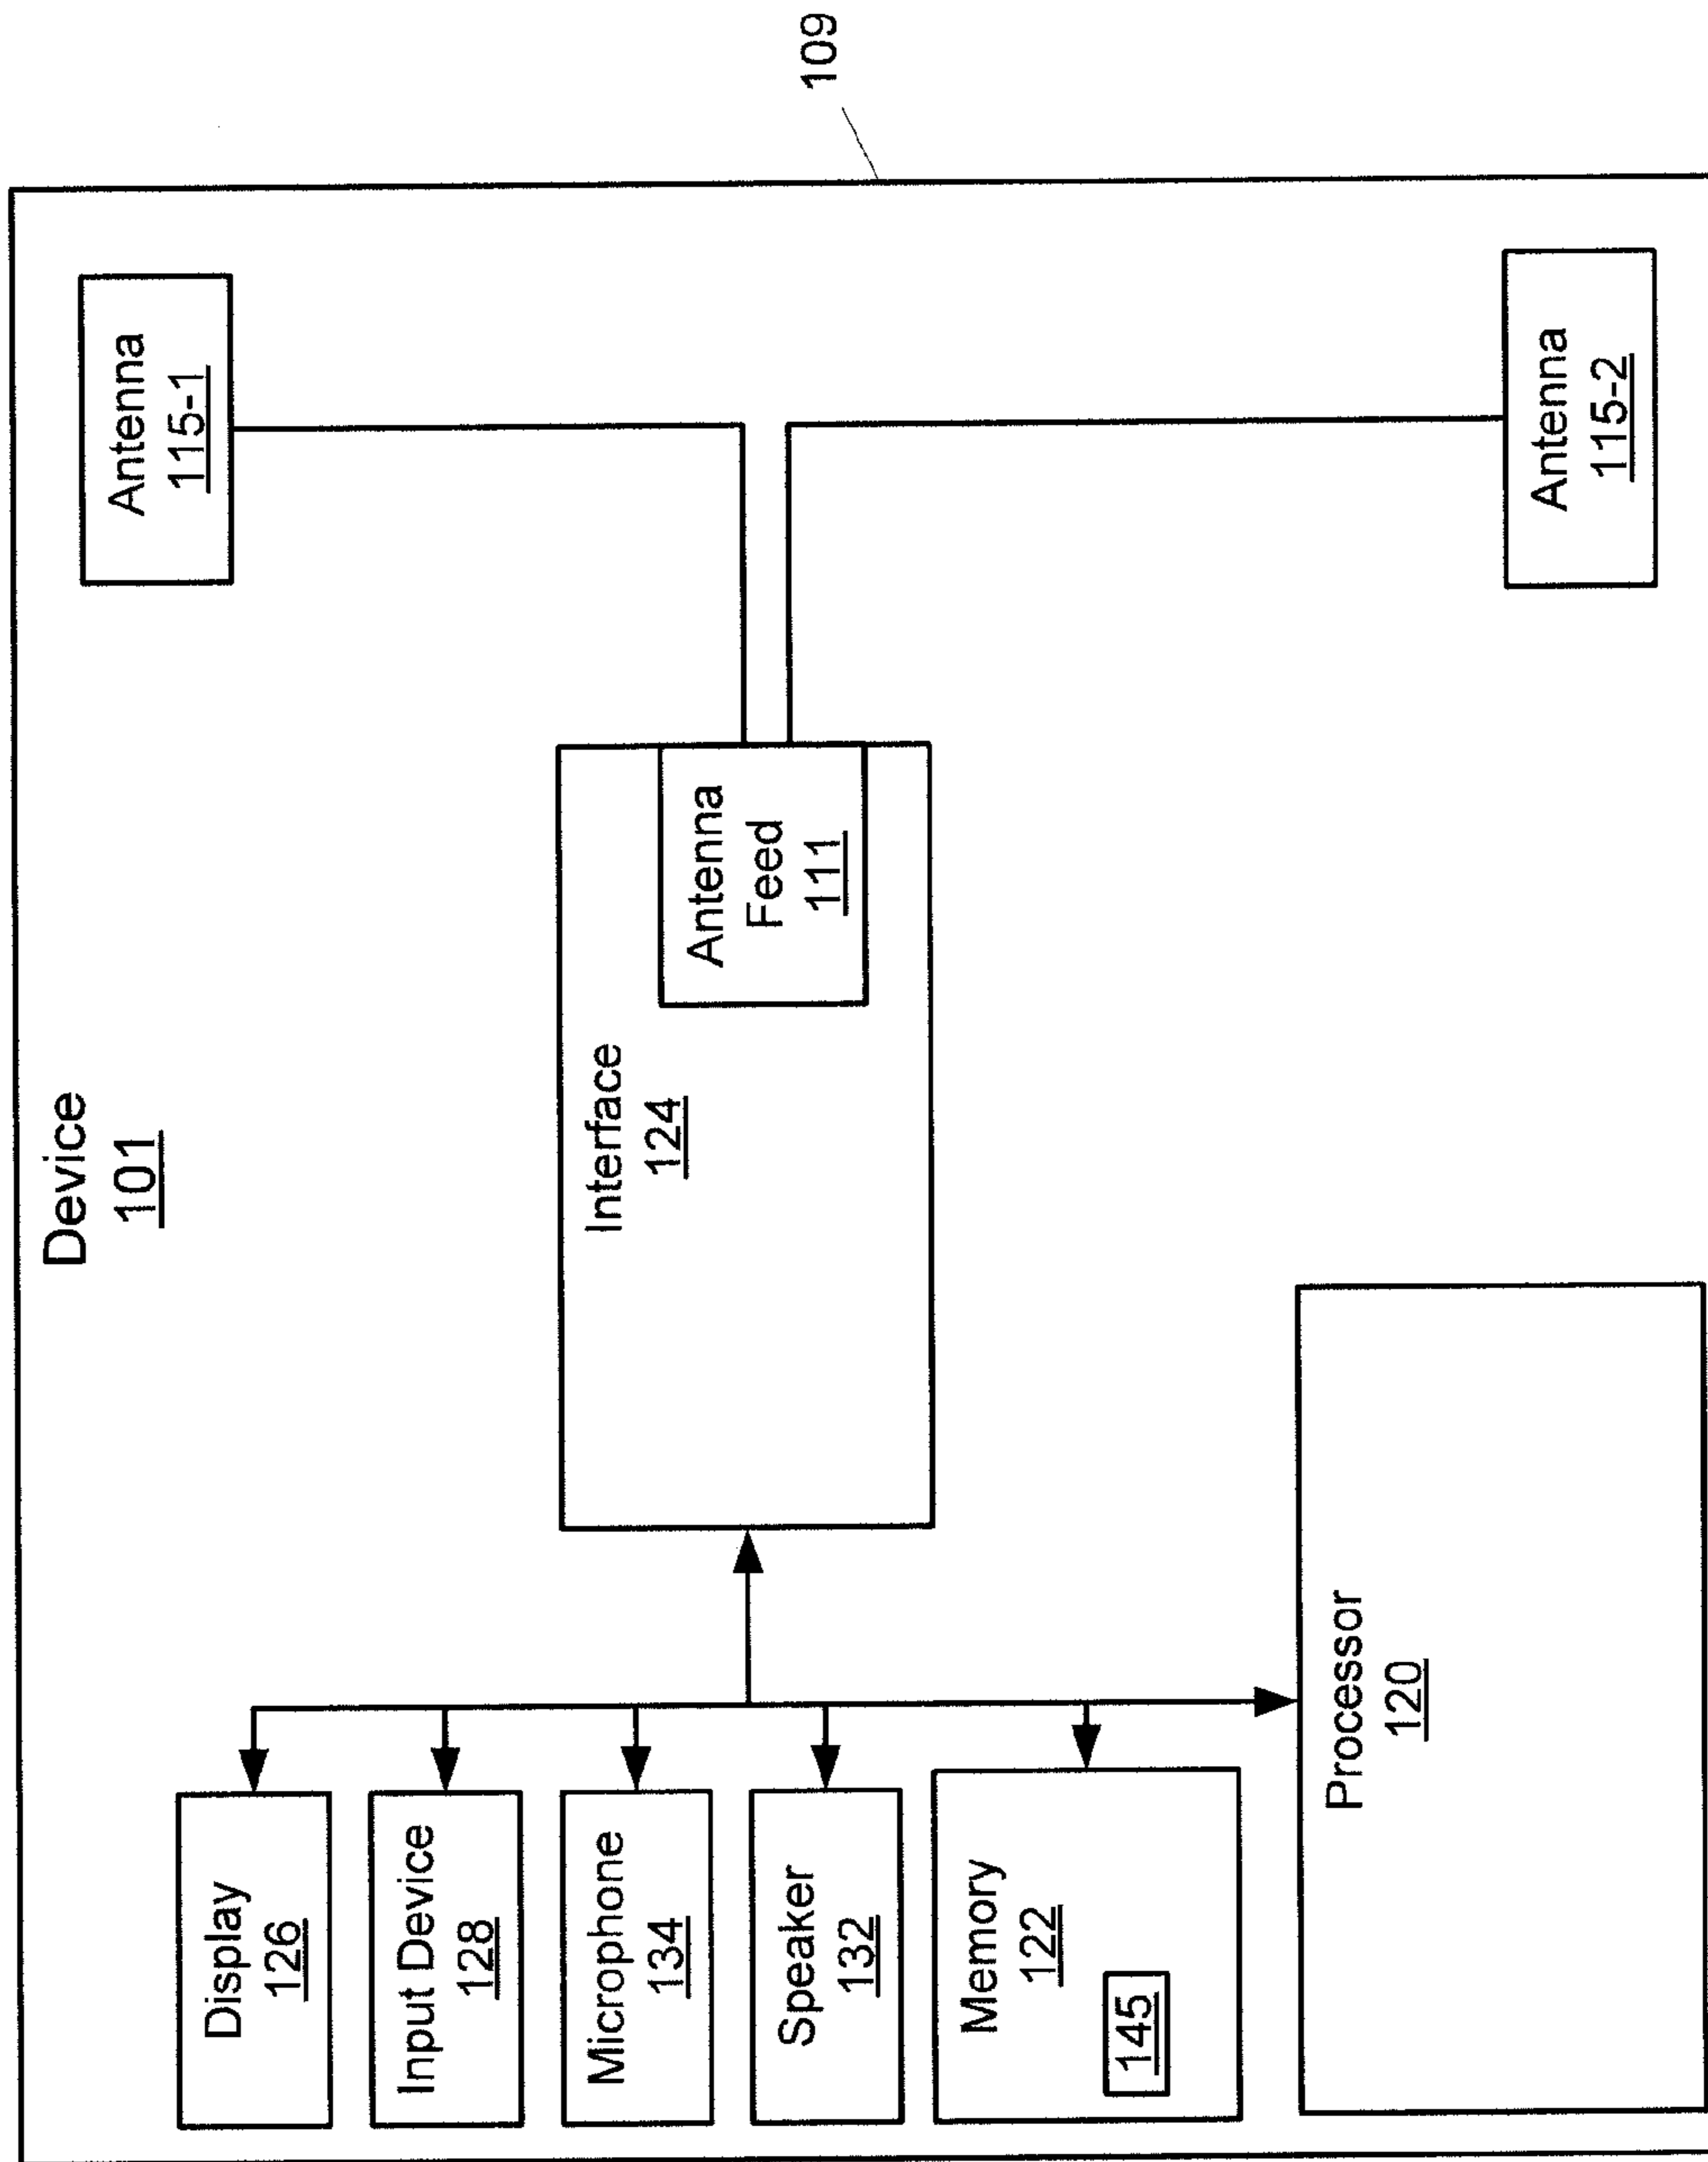 Device
101
109
Display
126
Input Device
128
Microphone
134
Speaker
132
Memory
122
145
Processor
120
Interface
124
Antenna
Feed
111
Antenna
115-1
Antenna
115-2